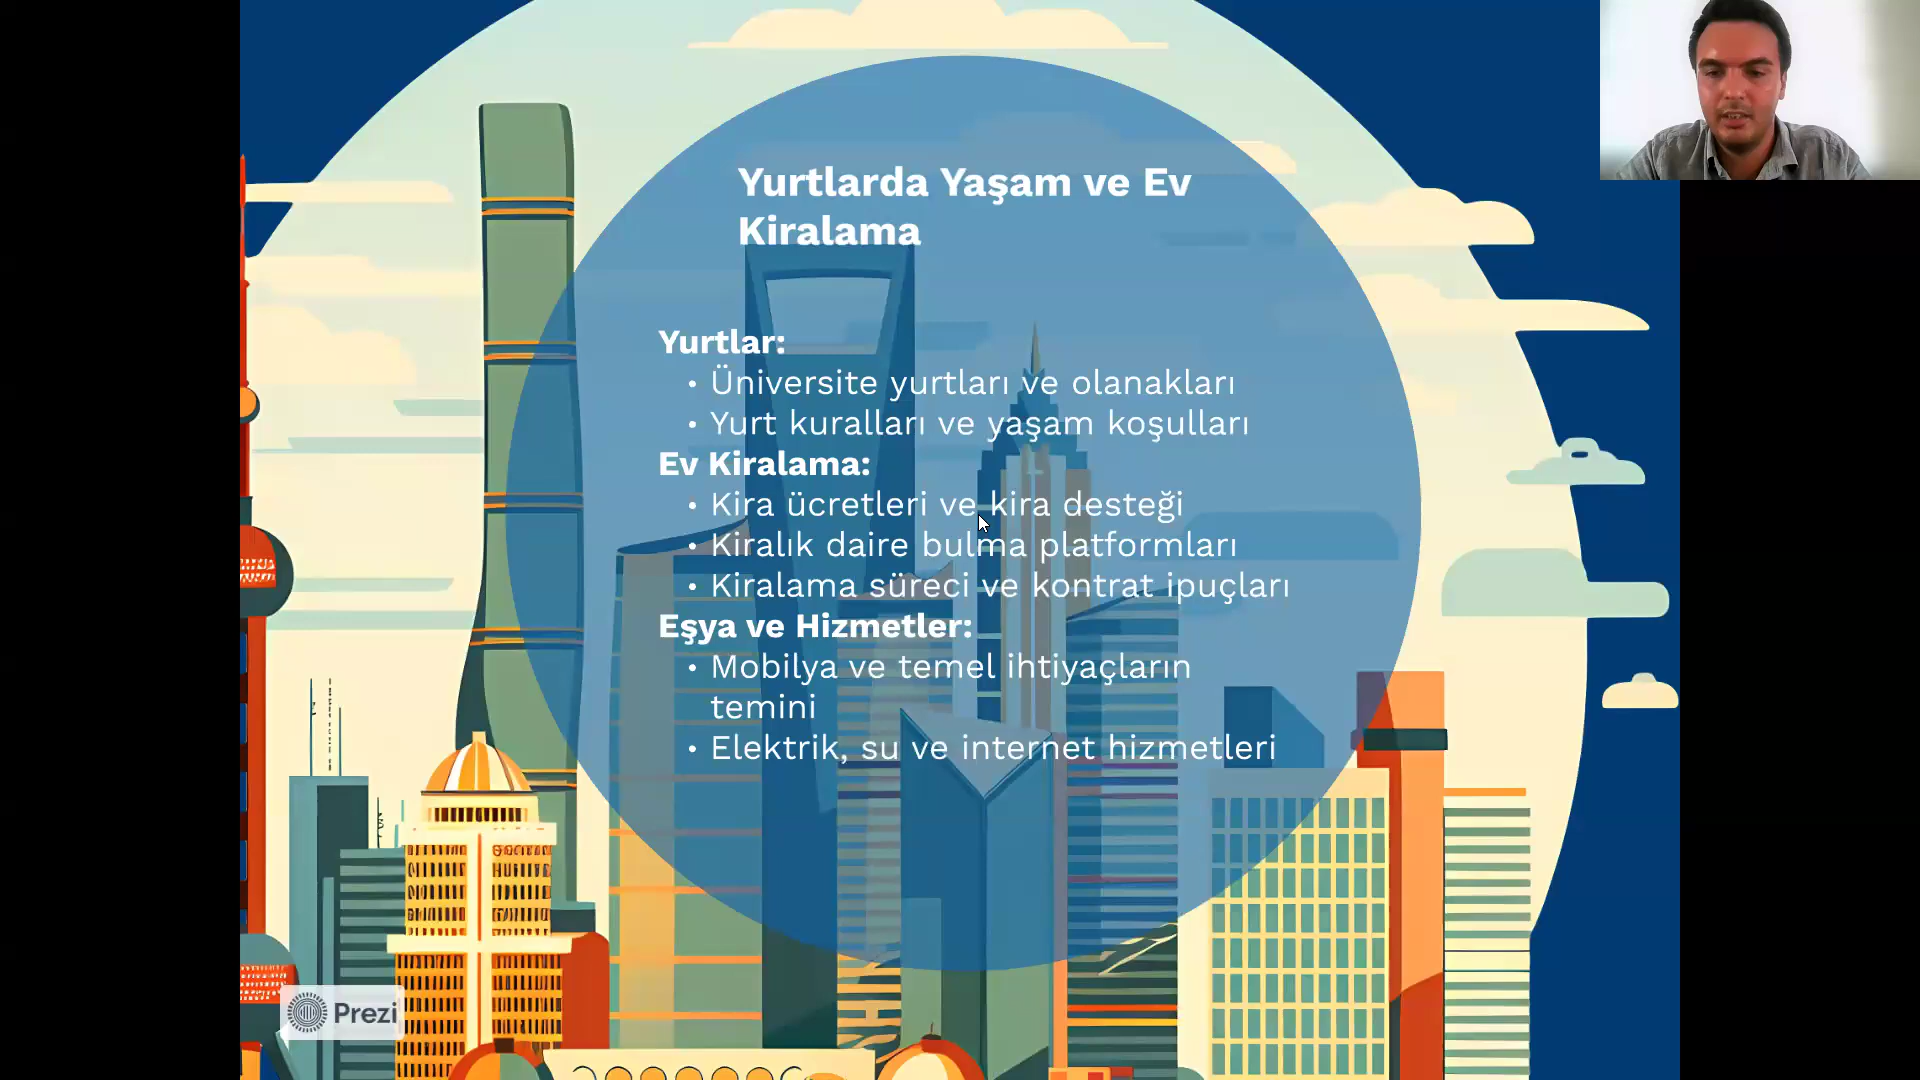 Yurtlarda Yaşam ve Ev
Kiralama
Yurtlar:
• Üniversite yurtları ve olanakları
• Yurt kuralları ve yaşam koşulları
Ev Kiralama:
• Kira ücretleri ve kira desteği
• Kiralık daire bulma platformları
• Kiralama süreci ve kontrat ipuçları
Eşya ve Hizmetler:
• Mobilya ve temel ihtiyaçların
temini
• Elektrik, su ve internet hizmetleri
Prezi